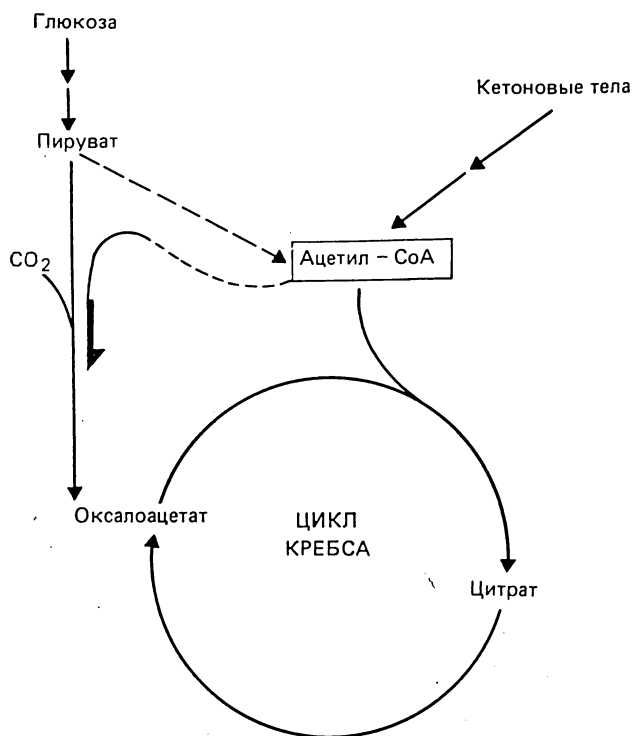 Глюкоза
Кетоновые тела
Пируват
CO2
Ацетил – CoA
Оксалоацетат
ЦИКЛ
КРЕБСА
Цитрат